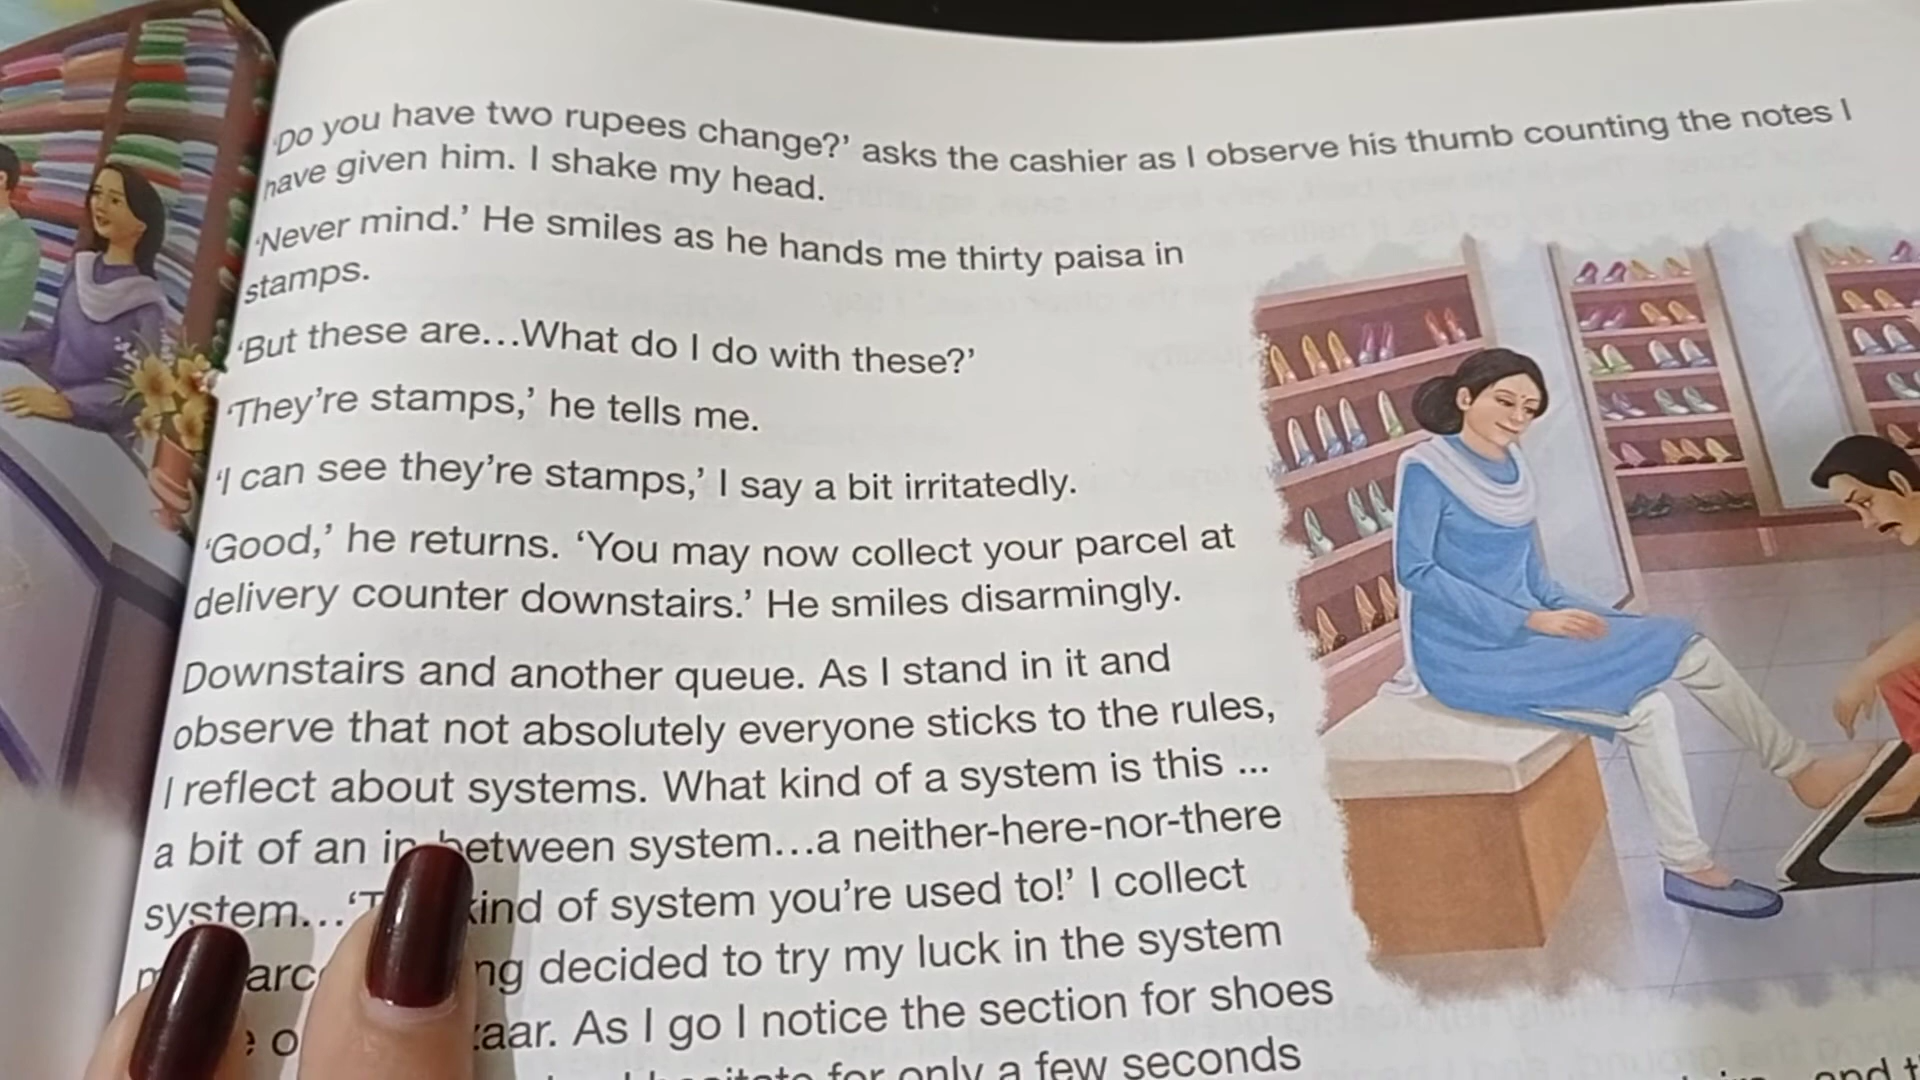 'Do you have two rupees change?' asks the cashier as I observe his thumb counting the notes I
have given him. I shake my head.
'Never mind.' He smiles as he hands me thirty paisa in
stamps.
'But these are...What do I do with these?'
'They're stamps,' he tells me.
'I can see they're stamps,' I say a bit irritatedly.
'Good,' he returns. 'You may now collect your parcel at
delivery counter downstairs.' He smiles disarmingly.
Downstairs and another queue. As I stand in it and
observe that not absolutely everyone sticks to the rules,
I reflect about systems. What kind of a system is this ...
a bit of an in between system...a neither-here-nor-there
system...' kind of system you're used to!' I collect
decided to try my luck in the system
As I go I notice the section for shoes
for only a few seconds